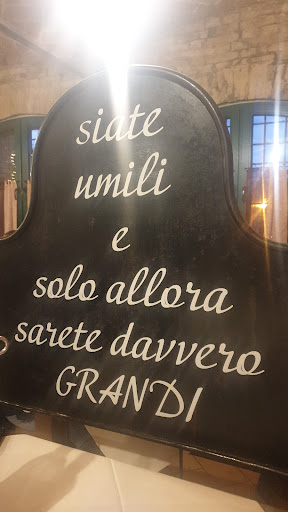 siate
umili
e
solo allora
sarete davvero
GRANDI